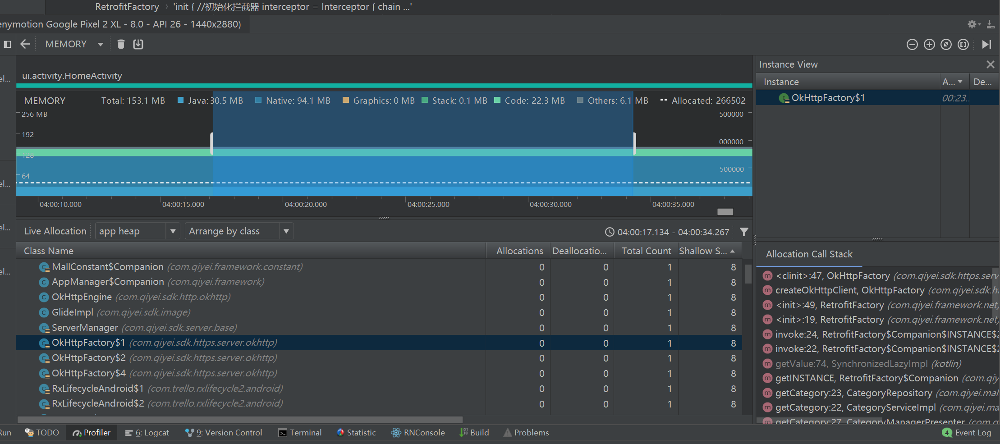 RetrofitFactory › 'init { //初始化拦截器 interceptor = Interceptor { chain ...'
enymotion Google Pixel 2 XL - 8.0 - API 26 - 1440x2880)
MEMORY
ui.activity.HomeActivity
MEMORY Total: 153.1 MB Java: 30.5 MB Native: 94.1 MB Graphics: 0 MB Stack: 0.1 MB Code: 22.3 MB Others: 6.1 MB Allocated: 266502
256 MB 500000
192 000000
128
64 500000
04:00:10.000 04:00:15.000 04:00:20.000 04:00:25.000 04:00:30.000 04:00:35.000
Live Allocation app heap Arrange by class 04:00:17.134 - 04:00:34.267
Class Name Allocations Deallocatio... Total Count Shallow S...
MallConstant$Companion (com.qiyei.framework.constant) 0 0 1 8
AppManager$Companion (com.qiyei.framework) 0 0 1 8
OkHttpEngine (com.qiyei.sdk.http.okhttp) 0 0 1 8
GlideImpl (com.qiyei.sdk.image) 0 0 1 8
ServerManager (com.qiyei.sdk.server.base) 0 0 1 8
OkHttpFactory$1 (com.qiyei.sdk.https.server.okhttp) 0 0 1 8
OkHttpFactory$2 (com.qiyei.sdk.https.server.okhttp) 0 0 1 8
OkHttpFactory$4 (com.qiyei.sdk.https.server.okhttp) 0 0 1 8
RxLifecycleAndroid$1 (com.trello.rxlifecycle2.android) 0 0 1 8
RxLifecycleAndroid$2 (com.trello.rxlifecycle2.android) 0 0 1 8
Instance View
Instance A... De...
OkHttpFactory$1 00:23..
Allocation Call Stack
<clinit>:47, OkHttpFactory (com.qiyei.sdk.https.serv
createOkHttpClient, OkHttpFactory (com.qiyei.sdk.h
<init>:49, RetrofitFactory (com.qiyei.framework.net)
<init>:19, RetrofitFactory (com.qiyei.framework.net)
invoke:24, RetrofitFactory$Companion$INSTANCE$2
invoke:22, RetrofitFactory$Companion$INSTANCE$2
getValue:74, SynchronizedLazyImpl (kotlin)
getINSTANCE, RetrofitFactory$Companion (com.qiy
getCategory:23, CategoryRepository (com.qiyei.mal
getCategory:22, CategoryServiceImpl (com.qiyei.ma
getCategory:27, CategoryManagerPresenter (com.q
el...
el...
el...
el...
Run TODO Profiler 6: Logcat 9: Version Control Terminal Statistic RNConsole Build Problems 4 Event Log